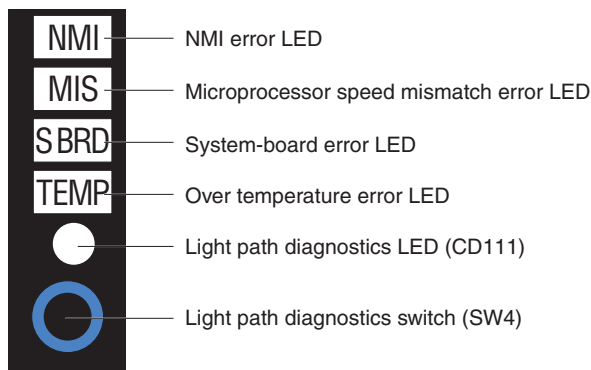 NMI NMI error LED
MIS Microprocessor speed mismatch error LED
S BRD System-board error LED
TEMP Over temperature error LED
Light path diagnostics LED (CD111)
Light path diagnostics switch (SW4)